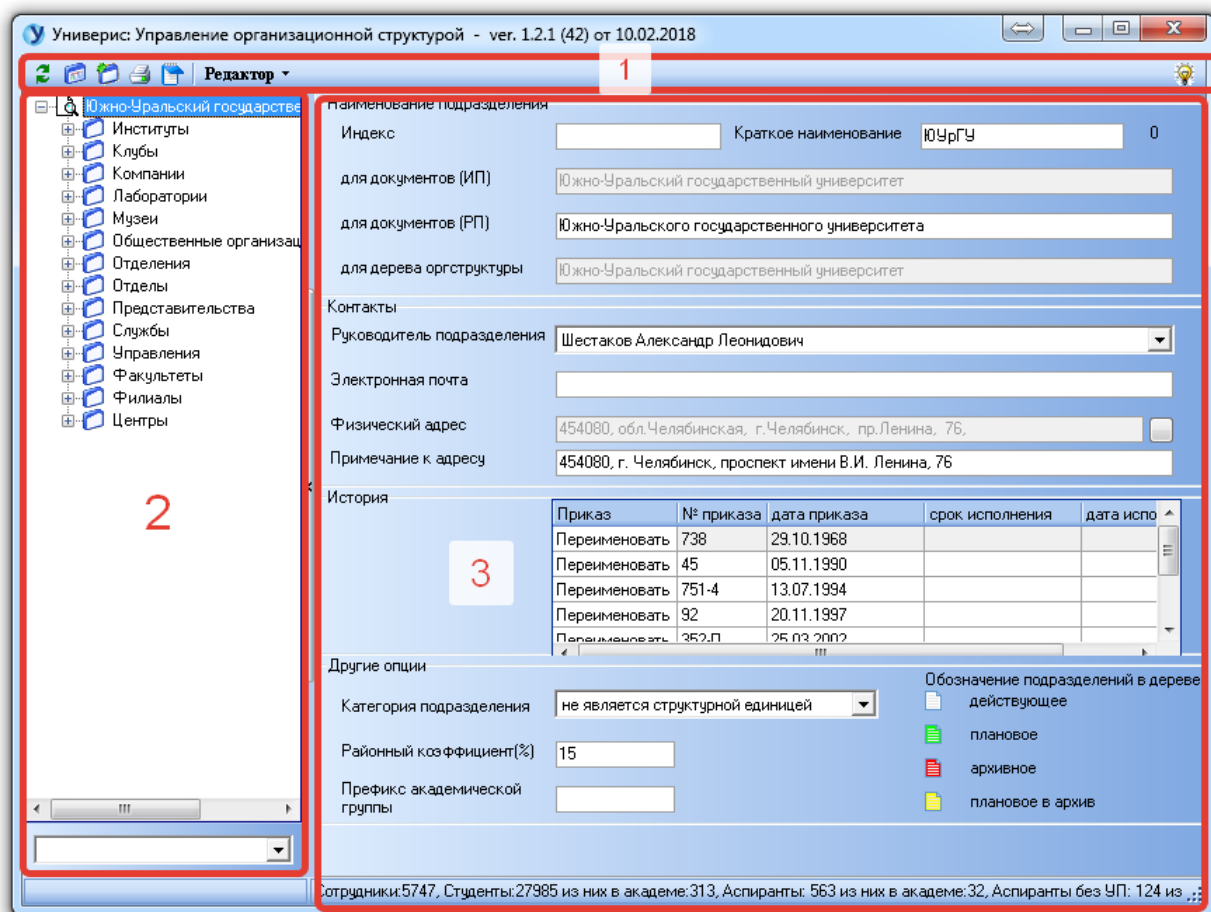 Универис: Управление организационной структурой - ver. 1.2.1 (42) от 10.02.2018
Редактор
1
Южно-Уральский государстве
Институты
Клубы
Компании
Лаборатории
Музеи
Общественные организац
Отделения
Отделы
Представительства
Службы
Управления
Факультеты
Филиалы
Центры
2
Наименование подразделения
Индекс Краткое наименование ЮУрГУ 0
для документов (ИП) Южно-Уральский государственный университет
для документов (РП) Южно-Уральского государственного университета
для дерева оргструктуры Южно-Уральский государственный университет
Контакты
Руководитель подразделения Шестаков Александр Леонидович
Электронная почта
Физический адрес 454080, обл.Челябинская, г.Челябинск, пр.Ленина, 76,
Примечание к адресу 454080, г. Челябинск, проспект имени В.И. Ленина, 76
История
Приказ № приказа дата приказа срок исполнения дата испо
Переименовать 738 29.10.1968
Переименовать 45 05.11.1990
Переименовать 751-4 13.07.1994
Переименовать 92 20.11.1997
Переименовать 352-П 25.03.2002
3
Другие опции
Категория подразделения не является структурной единицей
Районный коэффициент(%) 15
Префикс академической
группы
Обозначение подразделений в дереве
действующее
плановое
архивное
плановое в архив
Сотрудники:5747, Студенты:27985 из них в академе:313, Аспиранты: 563 из них в академе:32, Аспиранты без УП: 124 из